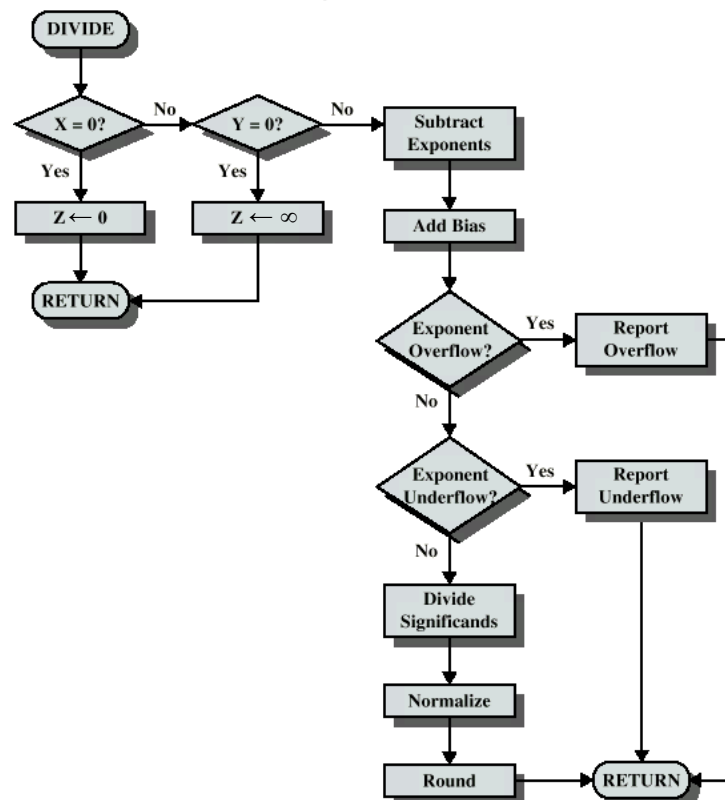 DIVIDE
X = 0?
No
Y = 0?
No
Subtract
Exponents
Yes
Yes
Z ← 0
Z ← ∞
Add Bias
RETURN
Exponent
Overflow?
Yes
Report
Overflow
No
Exponent
Underflow?
Yes
Report
Underflow
No
Divide
Significands
Normalize
Round
RETURN